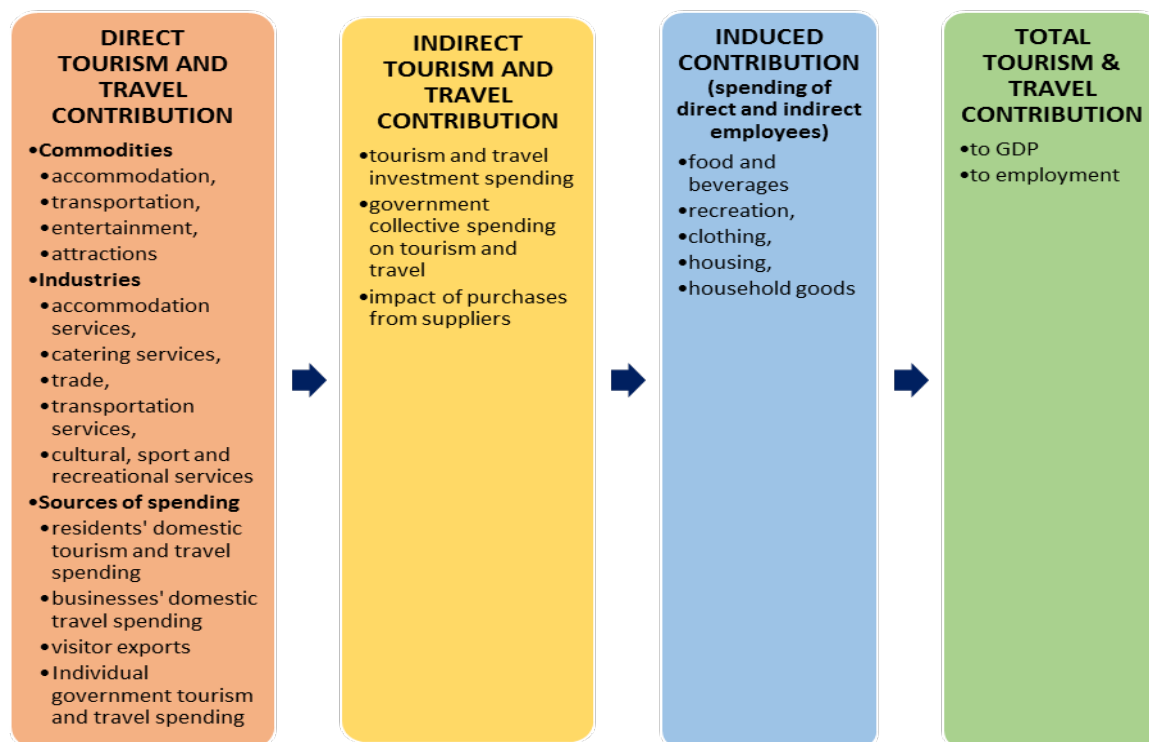 DIRECT
TOURISM AND
TRAVEL
CONTRIBUTION
•Commodities
•accommodation,
•transportation,
•entertainment,
•attractions
•Industries
•accommodation
services,
•catering services,
•trade,
•transportation
services,
•cultural, sport and
recreational services
•Sources of spending
•residents' domestic
tourism and travel
spending
•businesses' domestic
travel spending
•visitor exports
•Individual
government tourism
and travel spending
INDIRECT
TOURISM AND
TRAVEL
CONTRIBUTION
•tourism and travel
investment spending
•government
collective spending
on tourism and
travel
•impact of purchases
from suppliers
INDUCED
CONTRIBUTION
(spending of
direct and indirect
employees)
•food and
beverages
•recreation,
•clothing,
•housing,
•household goods
TOTAL
TOURISM &
TRAVEL
CONTRIBUTION
•to GDP
•to employment